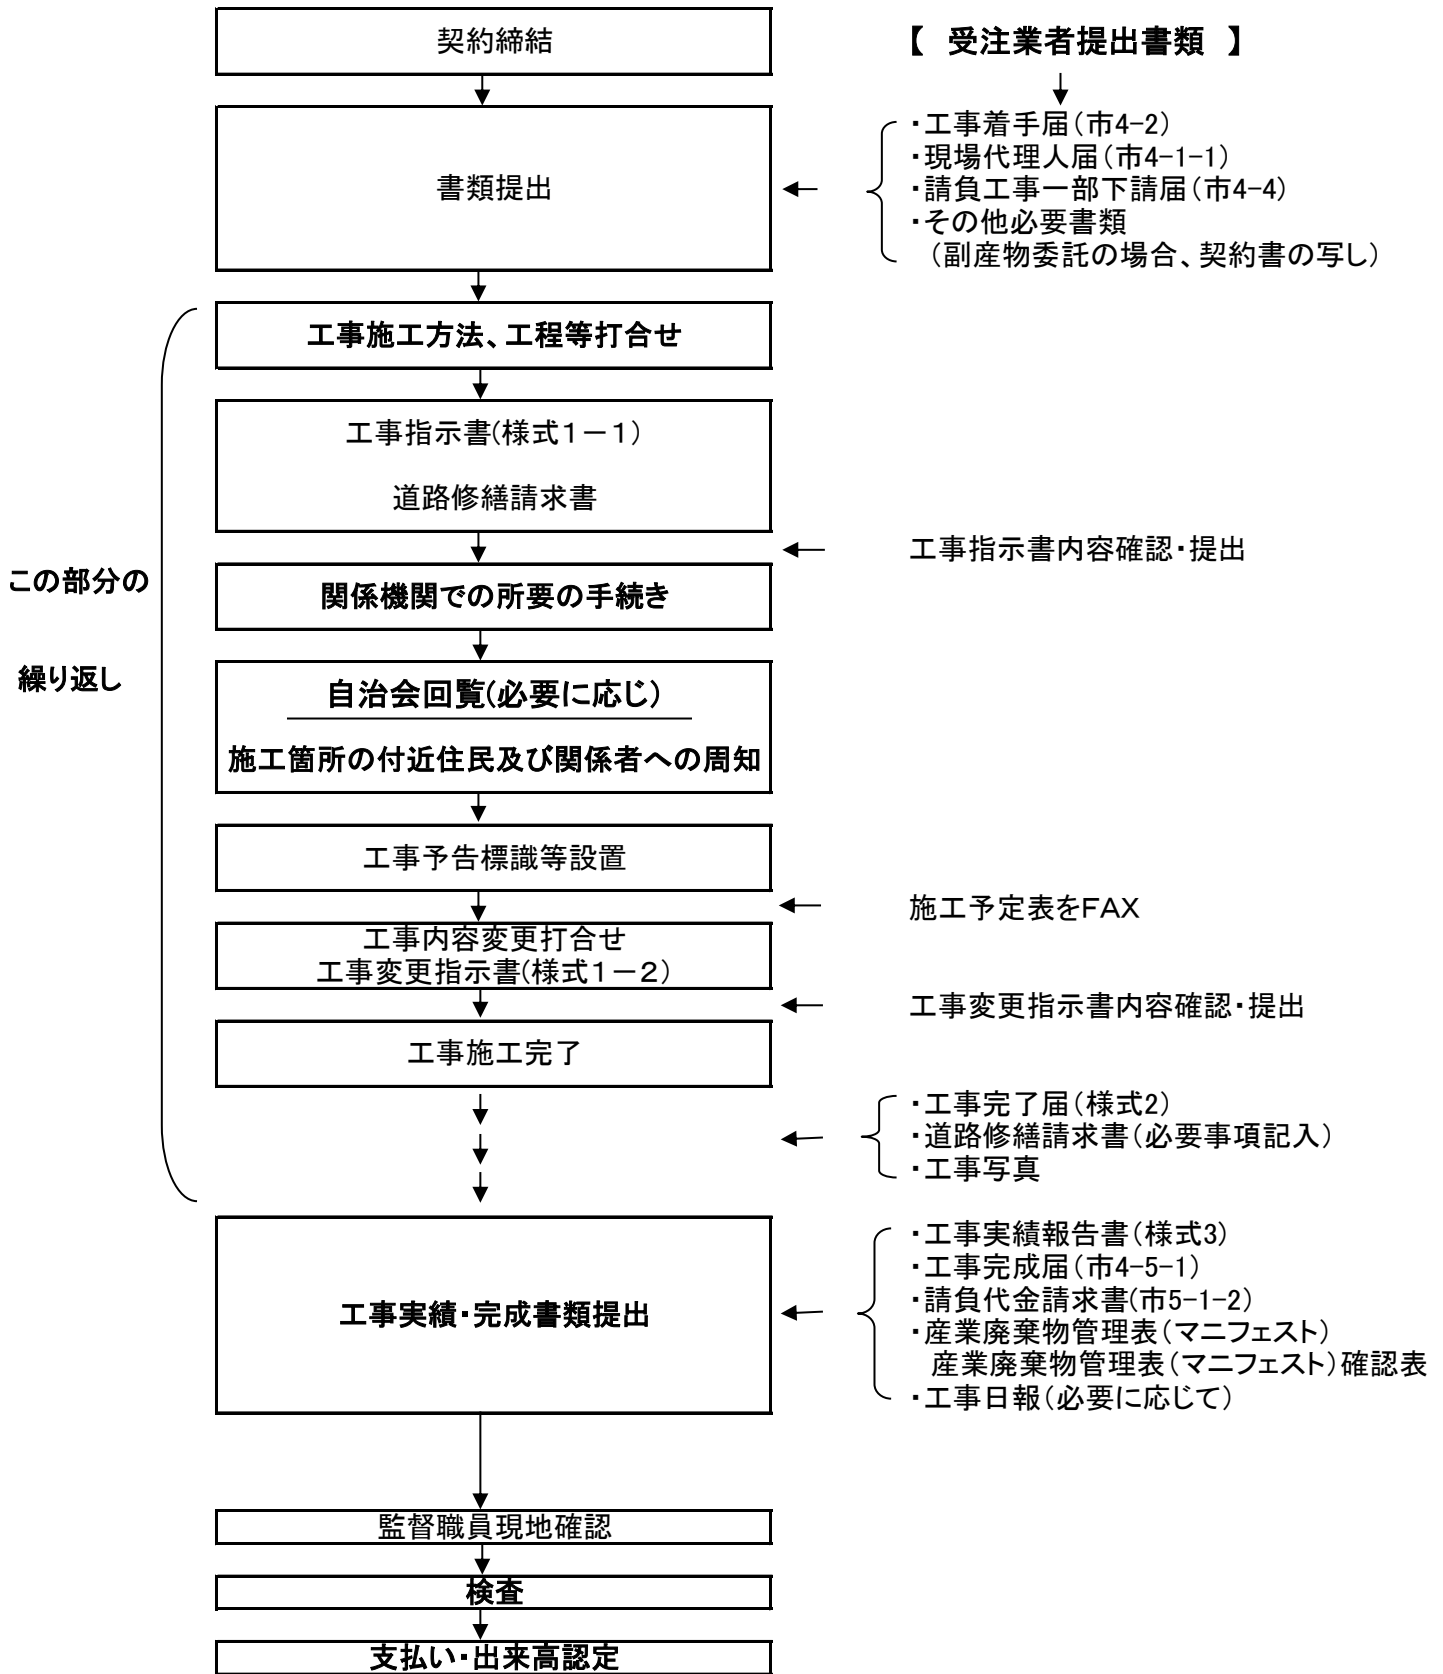 契約締結
【　受注業者提出書類　】
書類提出
・工事着手届（市4-2）
・現場代理人届（市4-1-1）
・請負工事一部下請届（市4-4）
・その他必要書類
（副産物委託の場合、契約書の写し）
工事施工方法、工程等打合せ
工事指示書(様式１－１）
道路修繕請求書
工事指示書内容確認・提出
この部分の
繰り返し
関係機関での所要の手続き
自治会回覧(必要に応じ）
施工箇所の付近住民及び関係者への周知
工事予告標識等設置
施工予定表をFAX
工事内容変更打合せ
工事変更指示書(様式１－２）
工事変更指示書内容確認・提出
工事施工完了
・工事完了届（様式2）
・道路修繕請求書（必要事項記入）
・工事写真
工事実績・完成書類提出
・工事実績報告書（様式3）
・工事完成届（市4-5-1）
・請負代金請求書(市5-1-2）
・産業廃棄物管理表（マニフェスト）
産業廃棄物管理表（マニフェスト）確認表
・工事日報（必要に応じて）
監督職員現地確認
検査
支払い・出来高認定